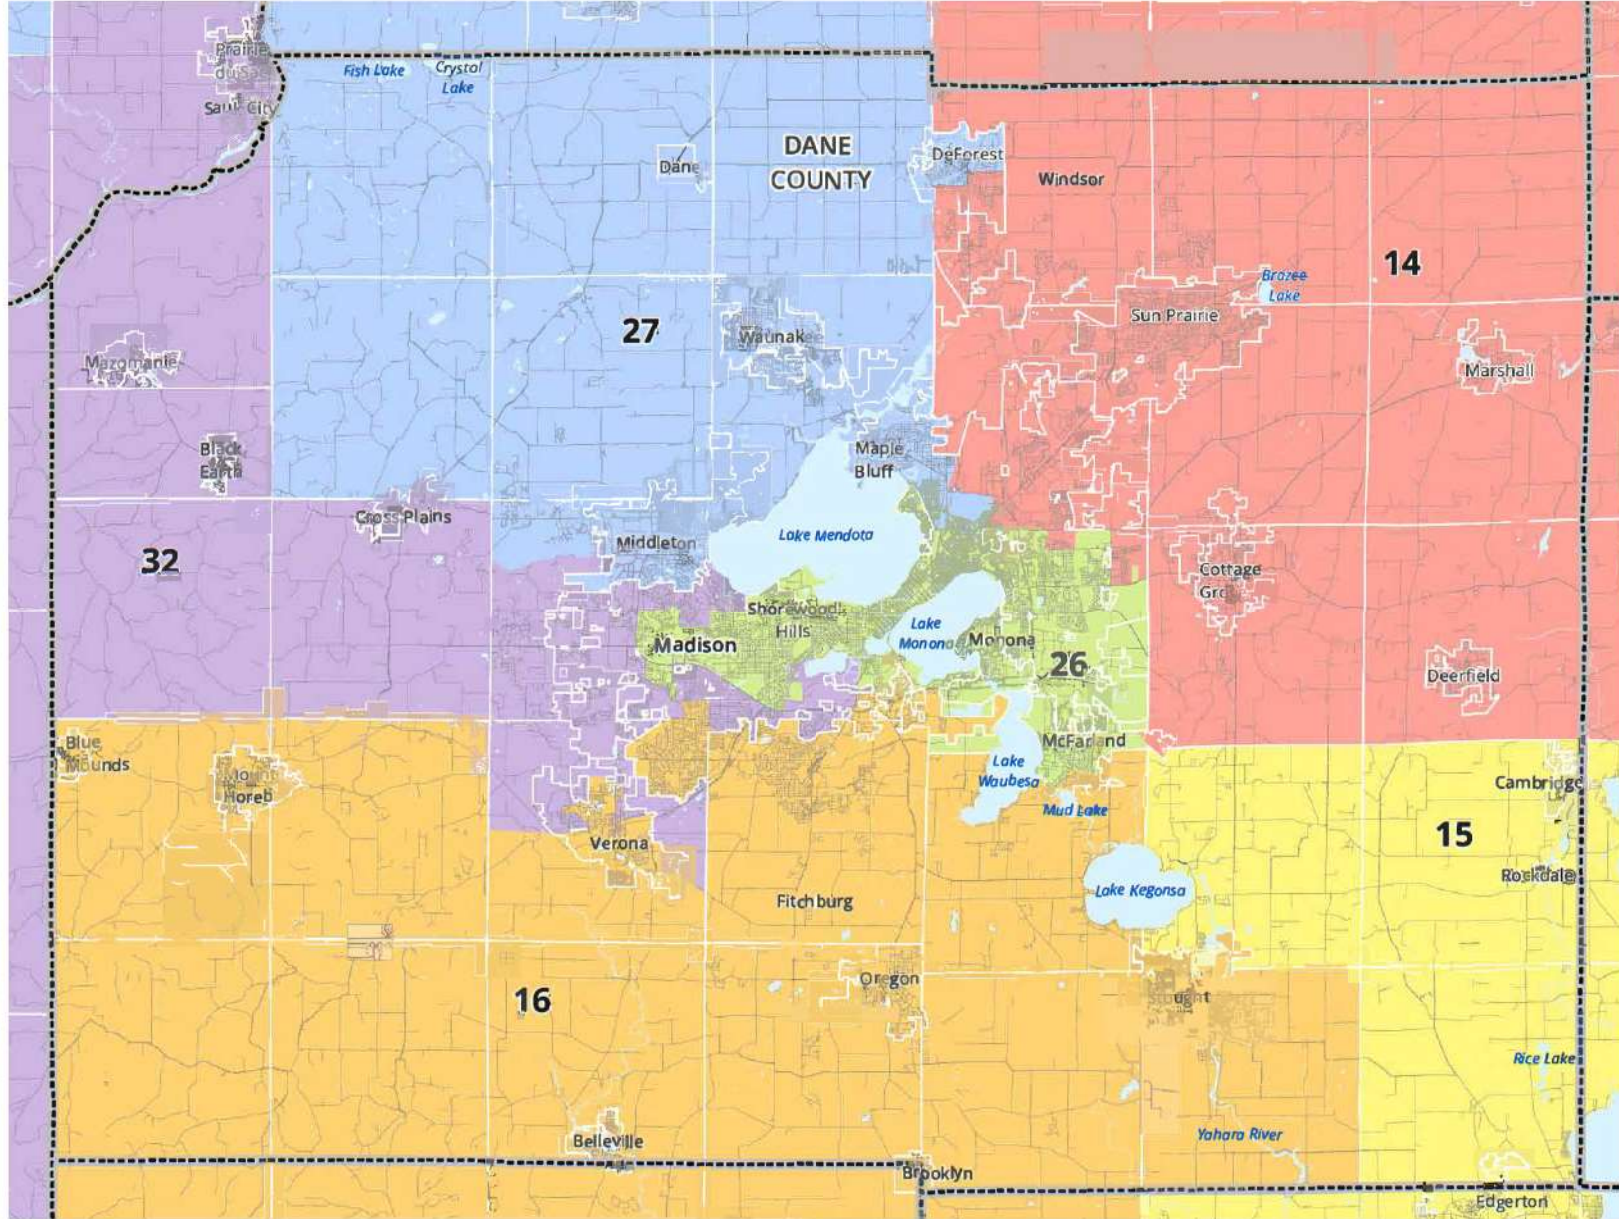 Prairie
du Sac
Sauk City
Fish Lake
Crystal
Lake
DANE
COUNTY
Dane
DeForest
Windsor
14
Brazee
Lake
Sun Prairie
27
Waunakee
Mazomanie
Marshall
Black
Earth
Maple
Bluff
Cross Plains
Lake Mendota
Middleton
32
Cottage
Gro
Shorewood
Hills
Madison
Lake
Monona
Monona
26
Deerfield
Blue
Mounds
McFarland
Mount
Horeb
Lake
Waubesa
Cambridge
Mud Lake
15
Verona
Rockdale
Lake Kegonsa
Fitchburg
Oregon
16
Rice Lake
Yahara River
Belleville
Brooklyn
Edgerton